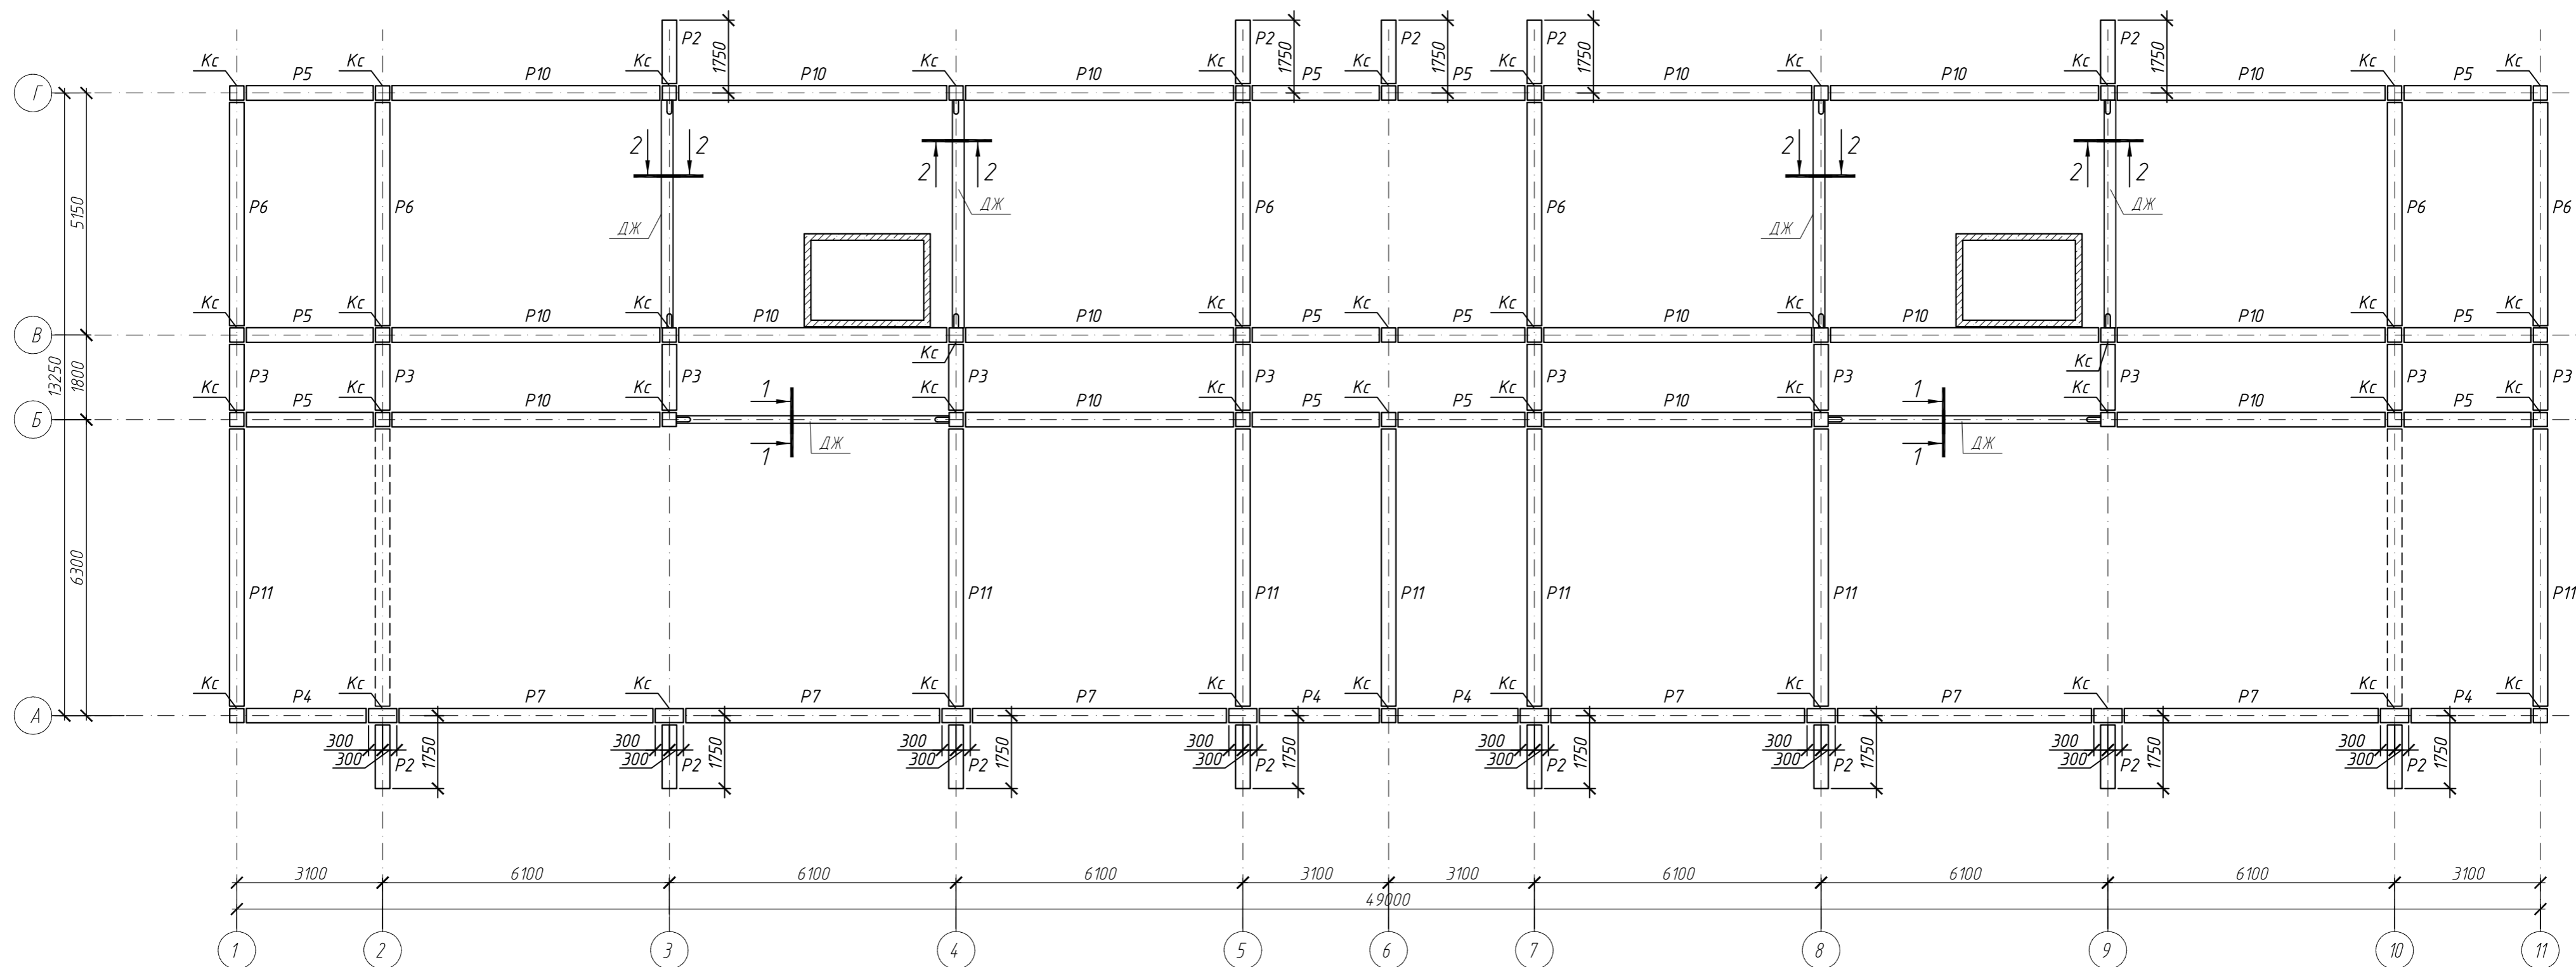 Р2 Р2 Р2 Р2 Р2
1750 1750 1750 1750 1750
Кс Кс Кс Кс Кс Кс Кс Кс Кс Кс Кс
Г Р5 Р10 Р10 Р10 Р5 Р5 Р10 Р10 Р10 Р5
2 2 2 2 2 2 2 2
5150 Р6 Р6 ДЖ ДЖ Р6 Р6 ДЖ ДЖ Р6 Р6
Кс Кс Кс Кс Кс Кс Кс Кс Кс
В Р5 Р10 Р10 Р10 Р5 Р5 Р10 Р10 Р10 Р5
Кс Кс
13250 1800 Р3 Р3 Р3 Р3 Р3 Р3 Р3 Р3 Р3 Р3
Кс Кс Кс Кс Кс Кс Кс Кс Кс Кс Кс
1 1
Б Р5 Р10 Р10 Р5 Р5 Р10 Р10 Р5
ДЖ ДЖ
1 1
6300 Р11 Р11 Р11 Р11 Р11 Р11 Р11
Кс Кс Кс Кс Кс Кс Кс Кс Кс Кс Кс
А Р4 Р7 Р7 Р7 Р4 Р4 Р7 Р7 Р7 Р4
300 300 300 300 300 300 300 300
300 300 300 300 300 300 300 300
Р2 Р2 Р2 Р2 Р2 Р2 Р2 Р2
1750 1750 1750 1750 1750 1750 1750 1750
3100 6100 6100 6100 3100 3100 6100 6100 6100 3100
49000
1 2 3 4 5 6 7 8 9 10 11